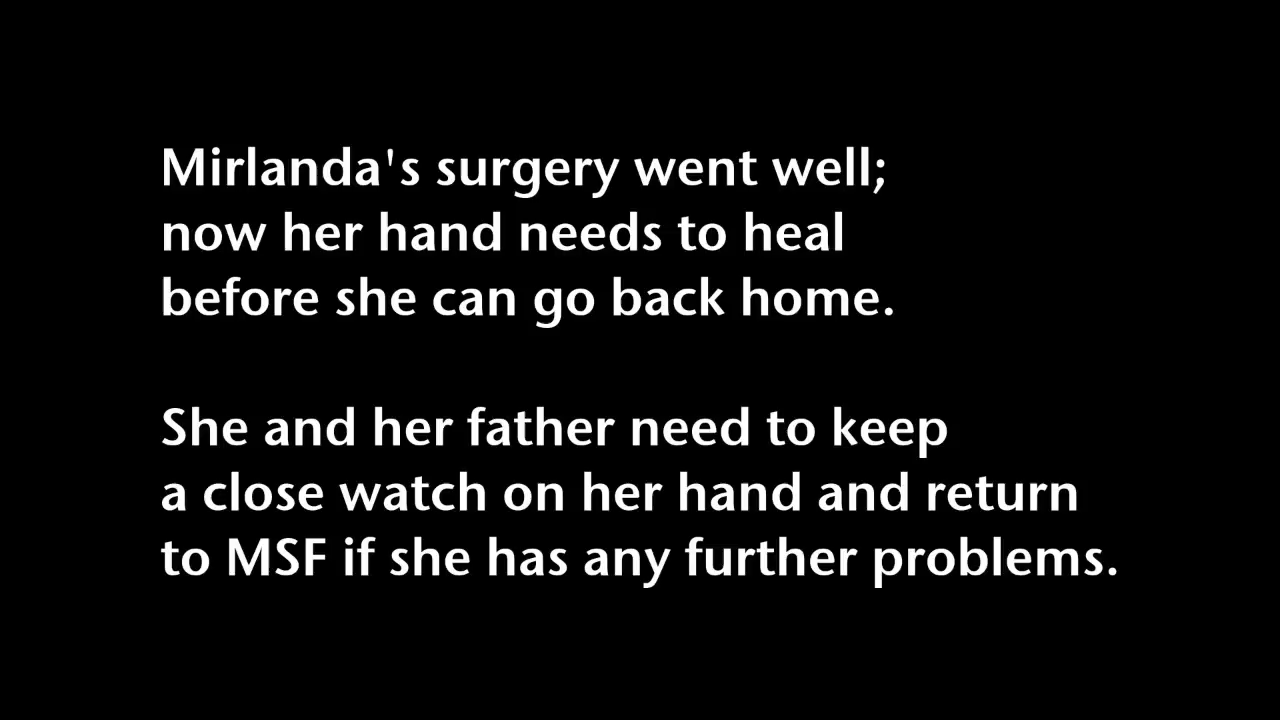 Mirlanda's surgery went well;
now her hand needs to heal
before she can go back home.
She and her father need to keep
a close watch on her hand and return
to MSF if she has any further problems.